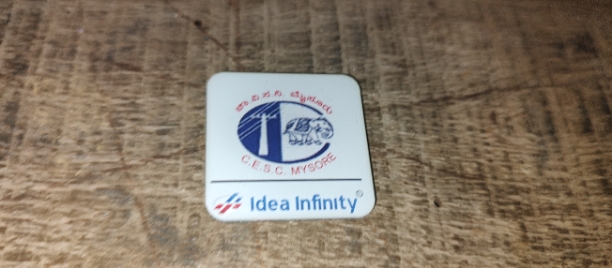 ಚಾ.ವಿ.ಸ.ನಿ. ಮೈಸೂರು
C.E.S.C. MYSORE
Idea Infinity